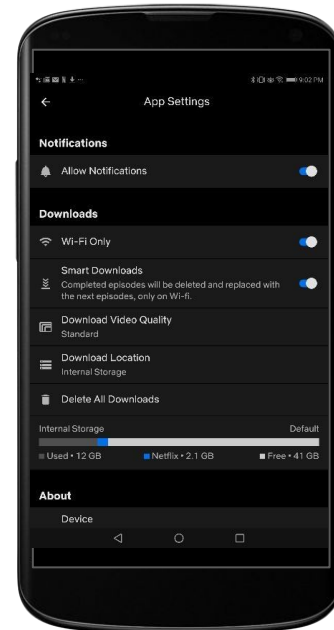 9:02 PM
App Settings
Notifications
Allow Notifications
Downloads
Wi-Fi Only
Smart Downloads
Completed episodes will be deleted and replaced with
the next episodes, only on Wi-fi.
Download Video Quality
Standard
Download Location
Internal Storage
Delete All Downloads
Internal Storage Default
Used • 12 GB Netflix • 2.1 GB Free • 41 GB
About
Device